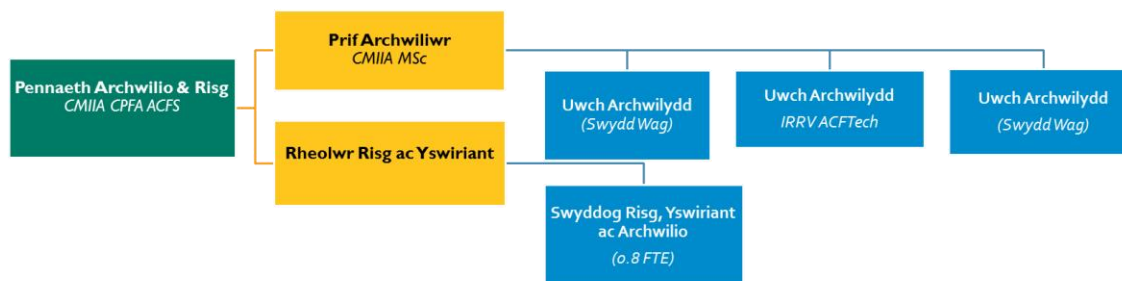 Pennaeth Archwilio & Risg
CMIIA CPFA ACFS
Prif Archwiliwr
CMIIA MSc
Rheolwr Risg ac Yswiriant
Uwch Archwilydd
(Swydd Wag)
Uwch Archwilydd
IRRV ACFTech
Uwch Archwilydd
(Swydd Wag)
Swyddog Risg, Yswiriant
ac Archwilio
(0.8 FTE)